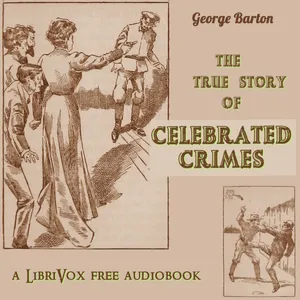 George Barton
THE
TRUE STORY
OF
CELEBRATED
CRIMES
A LIBRIVOX FREE AUDIOBOOK